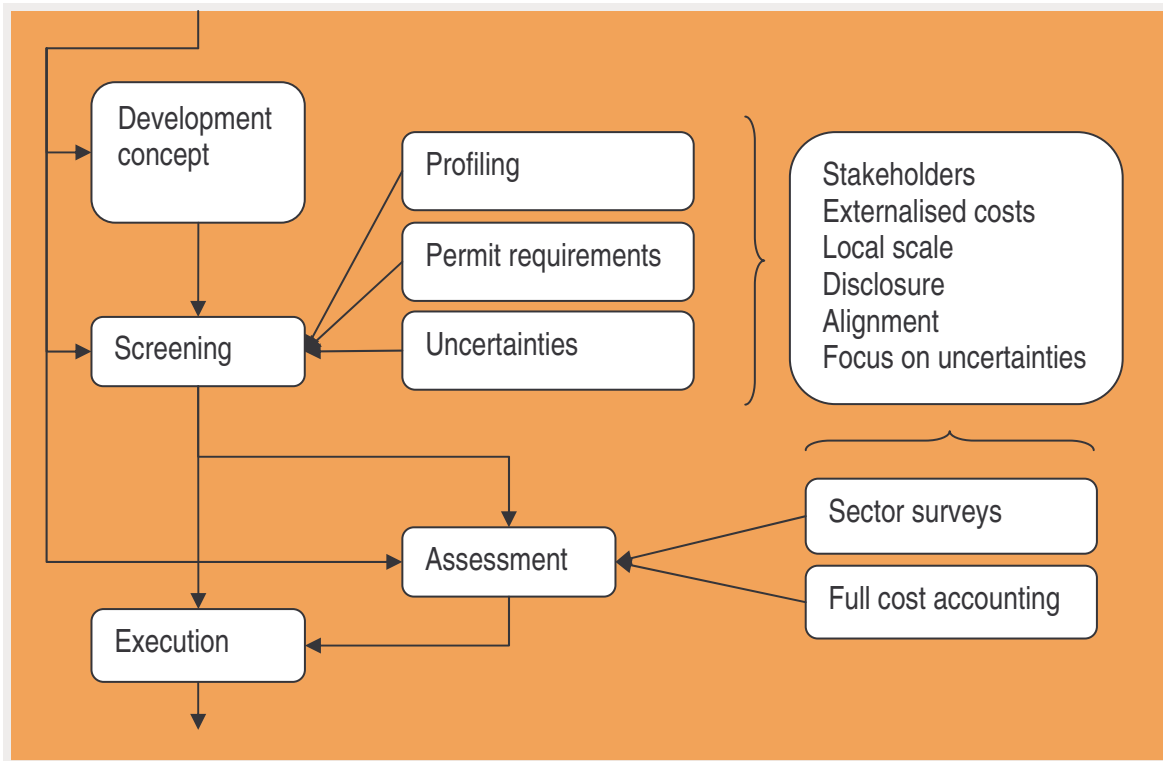 Development
concept
Profiling
Permit requirements
Uncertainties
Screening
Stakeholders
Externalised costs
Local scale
Disclosure
Alignment
Focus on uncertainties
Sector surveys
Assessment
Full cost accounting
Execution